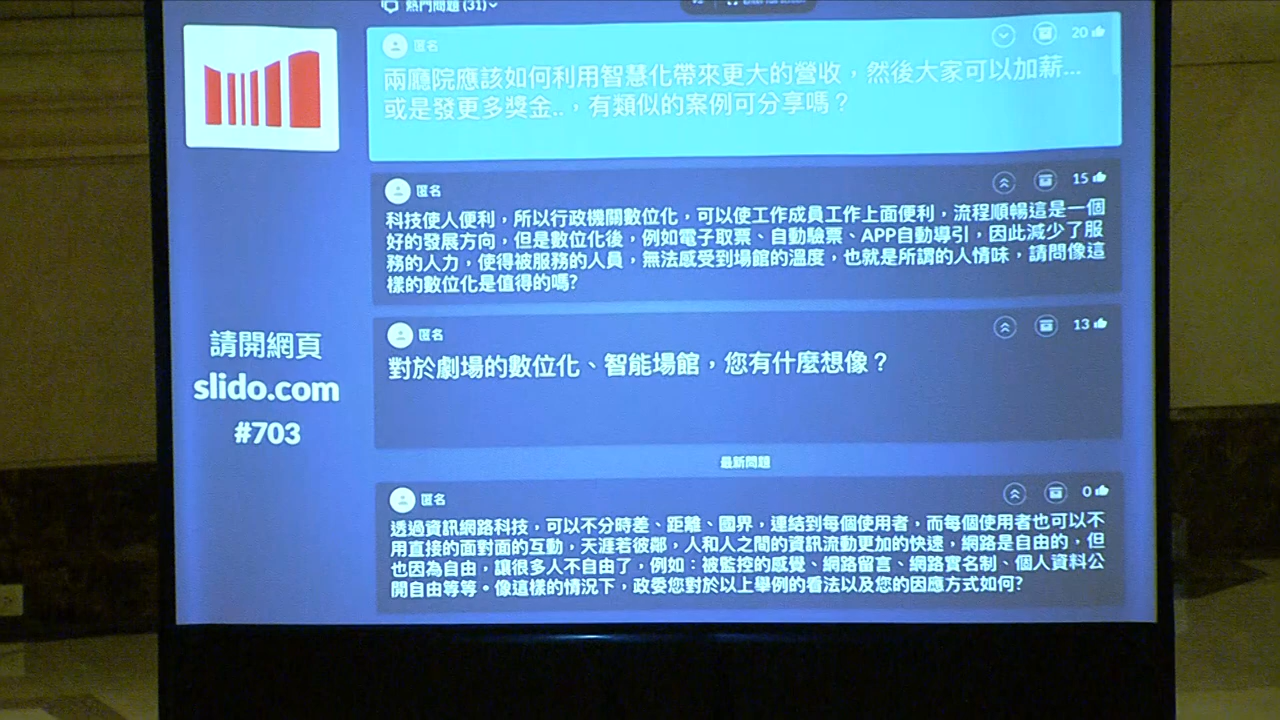 熱門問題 (31)
匿名
20
兩廳院應該如何利用智慧化帶來更大的營收，然後大家可以加薪...
或是發更多獎金..，有類似的案例可分享嗎？
匿名
15
科技使人便利，所以行政機關數位化，可以使工作成員工作上面便利，流程順暢這是一個
好的發展方向，但是數位化後，例如電子取票、自動驗票、APP自動導引，因此減少了服
務的人力，使得被服務的人員，無法感受到場館的溫度，也就是所謂的人情味，請問像這
樣的數位化是值得的嗎?
請開網頁
slido.com
#703
匿名
13
對於劇場的數位化、智能場館，您有什麼想像？
最新問題
匿名
0
透過資訊網路科技，可以不分時差、距離、國界，連結到每個使用者，而每個使用者也可以不
用直接的面對面的互動，天涯若彼鄰，人和人之間的資訊流動更加的快速，網路是自由的，但
也因為自由，讓很多人不自由了，例如：被監控的感覺、網路留言、網路實名制、個人資料公
開自由等等。像這樣的情況下，政委您對於以上舉例的看法以及您的因應方式如何?